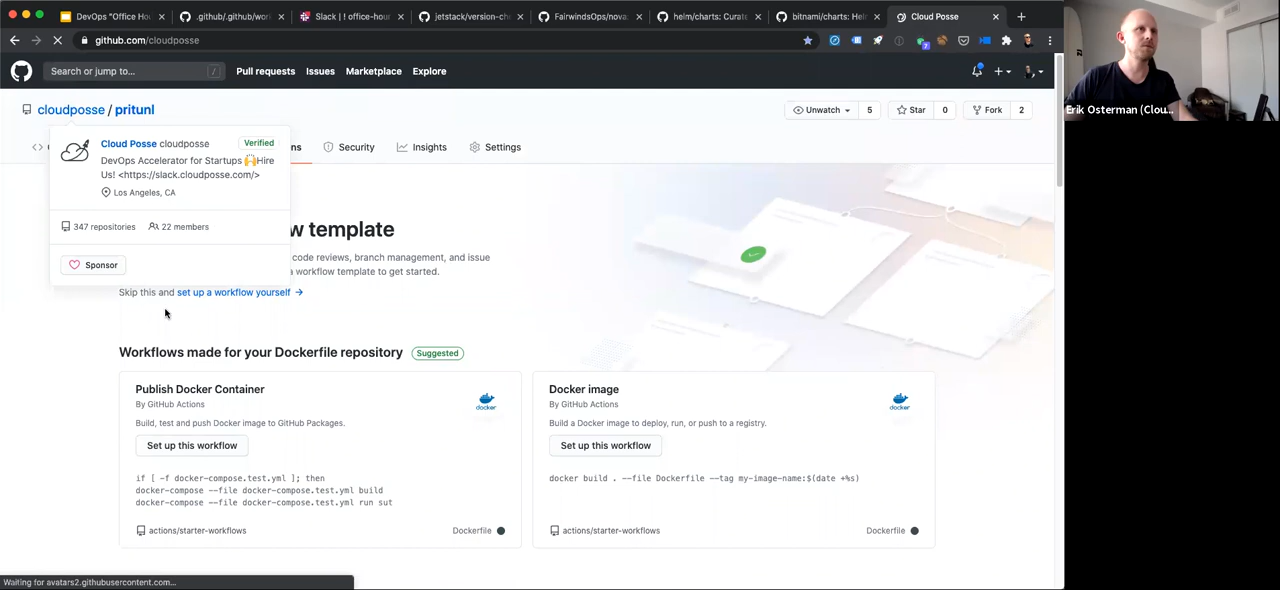 DevOps "Office Ho
.github/.github/wor
Slack | ! office-hour
jetstack/version-ch
FairwindsOps/nova
helm/charts: Curate
bitnami/charts: Hel
Cloud Posse
github.com/cloudposse
Search or jump to... /
Pull requests
Issues
Marketplace
Explore
Erik Osterman (Clou...
cloudposse / pritunl
Unwatch 5
Star 0
Fork 2
Security
Insights
Settings
Cloud Posse cloudposse Verified
DevOps Accelerator for Startups 🙌Hire
Us! <https://slack.cloudposse.com/>
Los Angeles, CA
347 repositories 22 members
Sponsor
w template
code reviews, branch management, and issue
a workflow template to get started.
Skip this and set up a workflow yourself →
Workflows made for your Dockerfile repository Suggested
Publish Docker Container
By GitHub Actions
docker
Build, test and push Docker image to GitHub Packages.
Set up this workflow
if [ -f docker-compose.test.yml ]; then
docker-compose --file docker-compose.test.yml build
docker-compose --file docker-compose.test.yml run sut
actions/starter-workflows
Dockerfile
Docker image
By GitHub Actions
docker
Build a Docker image to deploy, run, or push to a registry.
Set up this workflow
docker build . --file Dockerfile --tag my-image-name:$(date +%s)
actions/starter-workflows
Dockerfile
Waiting for avatars2.githubusercontent.com...